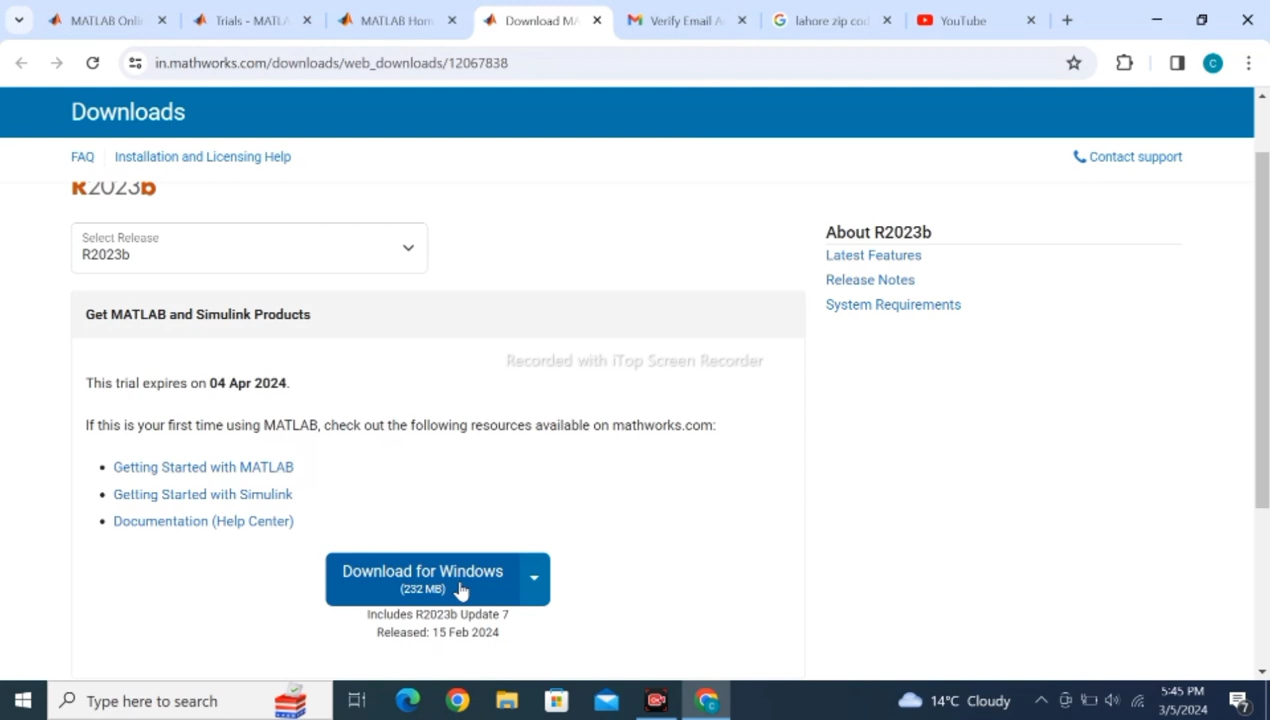 MATLAB Onli
Trials - MATLA
MATLAB Hom
Download MA
Verify Email A
lahore zip cod
YouTube
in.mathworks.com/downloads/web_downloads/12067838
C
Downloads
FAQ
Installation and Licensing Help
Contact support
R2023b
Select Release
R2023b
About R2023b
Latest Features
Release Notes
System Requirements
Get MATLAB and Simulink Products
Recorded with iTop Screen Recorder
This trial expires on 04 Apr 2024.
If this is your first time using MATLAB, check out the following resources available on mathworks.com:
• Getting Started with MATLAB
• Getting Started with Simulink
• Documentation (Help Center)
Download for Windows
(232 MB)
Includes R2023b Update 7
Released: 15 Feb 2024
Type here to search
14°C Cloudy
5:45 PM
3/5/2024
7